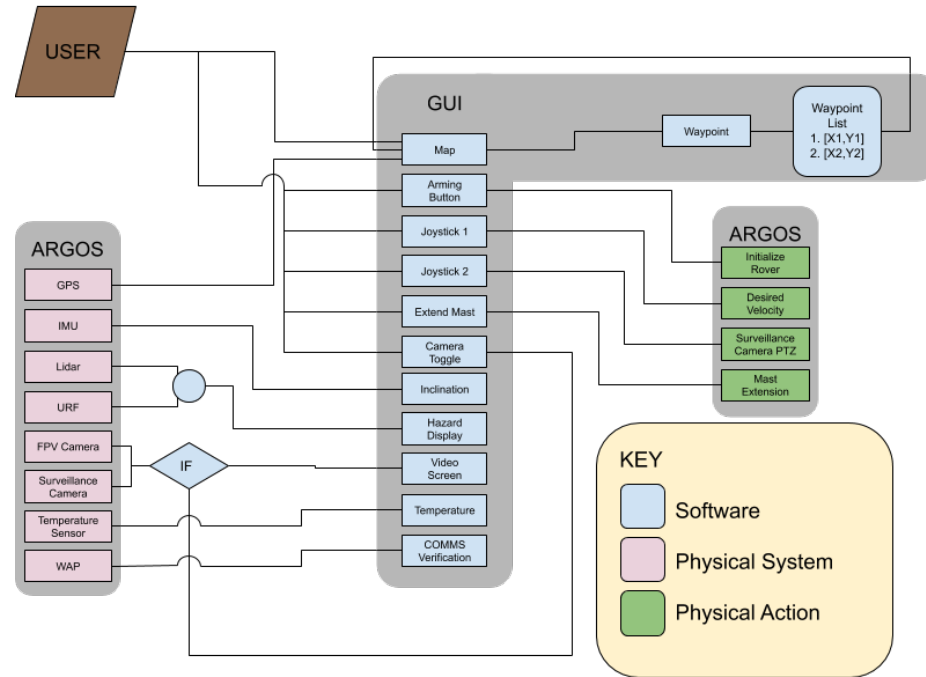 USER
GUI
Map
Waypoint
Waypoint
List
1. [X1,Y1]
2. [X2,Y2]
Arming
Button
Joystick 1
Joystick 2
Extend Mast
Camera
Toggle
Inclination
Hazard
Display
Video
Screen
Temperature
COMMS
Verification
ARGOS
GPS
IMU
Lidar
URF
FPV Camera
Surveillance
Camera
Temperature
Sensor
WAP
IF
ARGOS
Initialize
Rover
Desired
Velocity
Surveillance
Camera PTZ
Mast
Extension
KEY
Software
Physical System
Physical Action